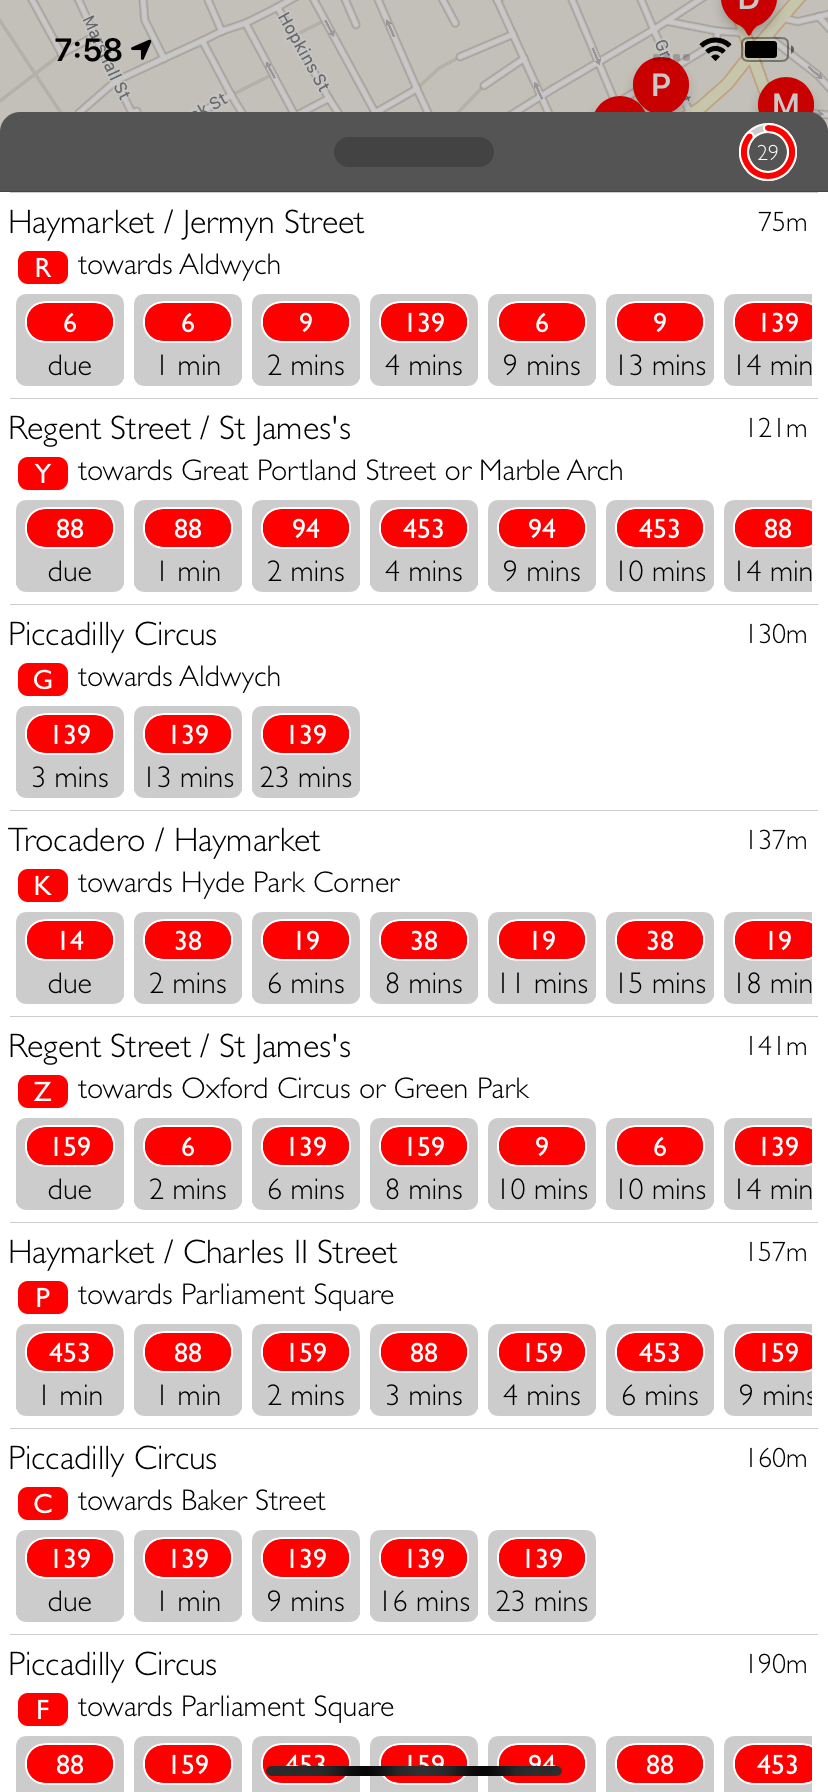 Hopkins St
7:58
P
M
29
Haymarket / Jermyn Street 75m
R towards Aldwych
6 6 9 139 6 9 139
due 1 min 2 mins 4 mins 9 mins 13 mins 14 min
Regent Street / St James's 121m
Y towards Great Portland Street or Marble Arch
88 88 94 453 94 453 88
due 1 min 2 mins 4 mins 9 mins 10 mins 14 min
Piccadilly Circus 130m
G towards Aldwych
139 139 139
3 mins 13 mins 23 mins
Trocadero / Haymarket 137m
K towards Hyde Park Corner
14 38 19 38 19 38 19
due 2 mins 6 mins 8 mins 11 mins 15 mins 18 min
Regent Street / St James's 141m
Z towards Oxford Circus or Green Park
159 6 139 159 9 6 139
due 2 mins 6 mins 8 mins 10 mins 10 mins 14 min
Haymarket / Charles II Street 157m
P towards Parliament Square
453 88 159 88 159 453 159
1 min 1 min 2 mins 3 mins 4 mins 6 mins 9 mins
Piccadilly Circus 160m
C towards Baker Street
139 139 139 139 139
due 1 min 9 mins 16 mins 23 mins
Piccadilly Circus 190m
F towards Parliament Square
88 159 453 159 94 88 453